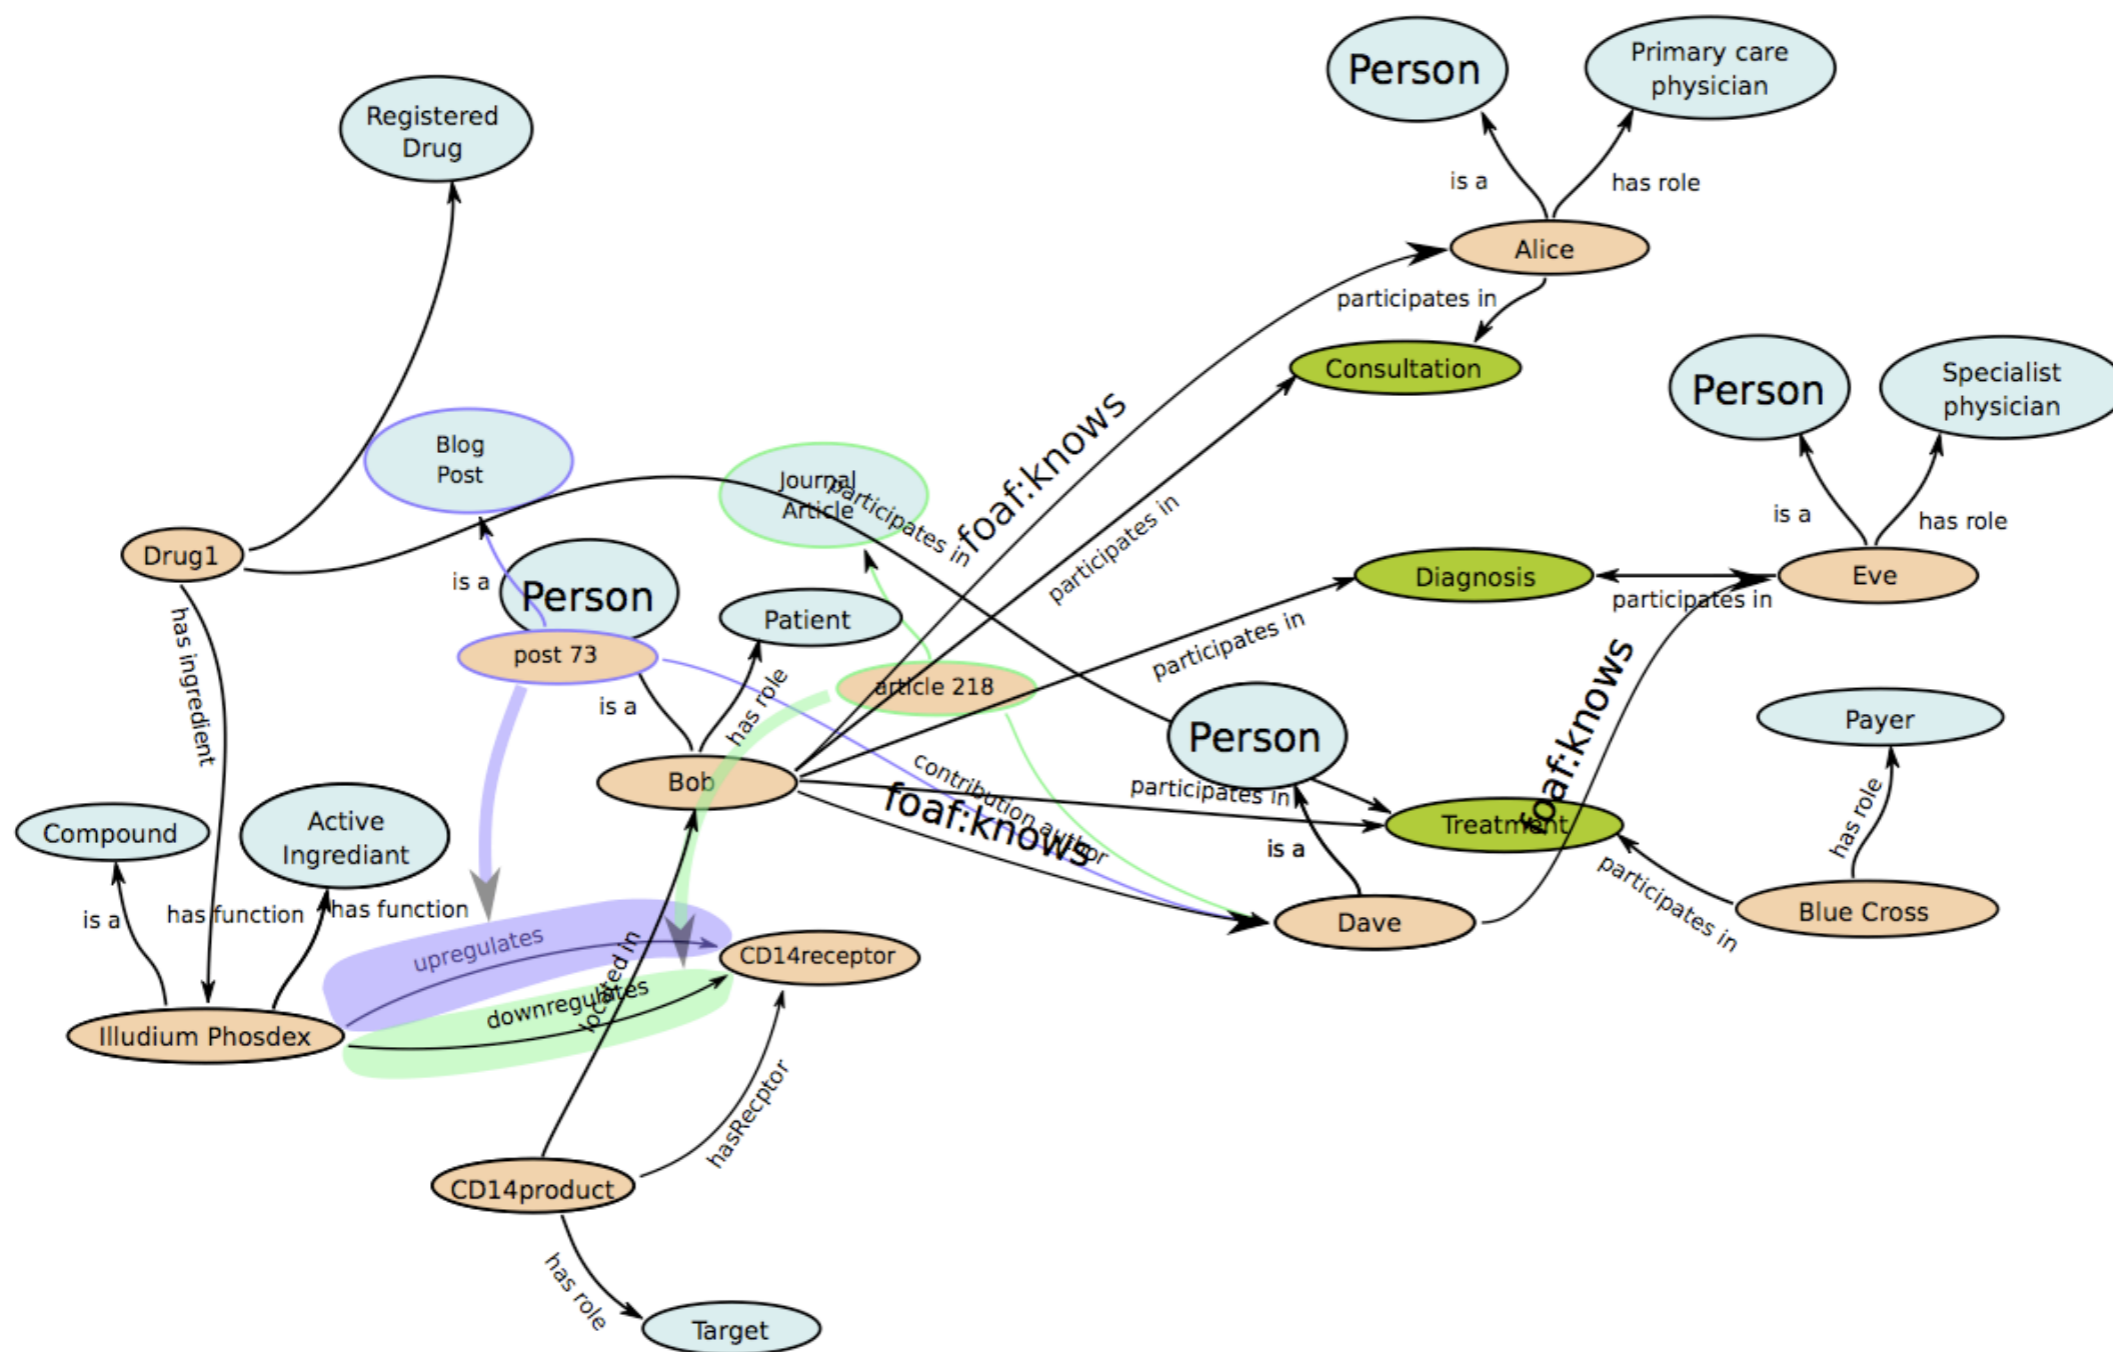 Person
Primary care
physician
Registered
Drug
is a
has role
Alice
participates in
Consultation
Person
Specialist
physician
foaf:knows
Blog
Post
Journal
Article
participates in
participates in
is a
has role
Drug1
is a
Person
Diagnosis
Eve
participates in
Patient
participates in
has ingredient
post 73
article 218
is a
has role
foaf:knows
Payer
Person
Bob
contribution author
foaf:knows
participates in
Treatment
has role
Compound
Active
Ingrediant
is a
participates in
is a
has function
has function
Dave
Blue Cross
upregulates
located in
CD14receptor
downregulates
Illudium Phosdex
hasRecptor
CD14product
has role
Target